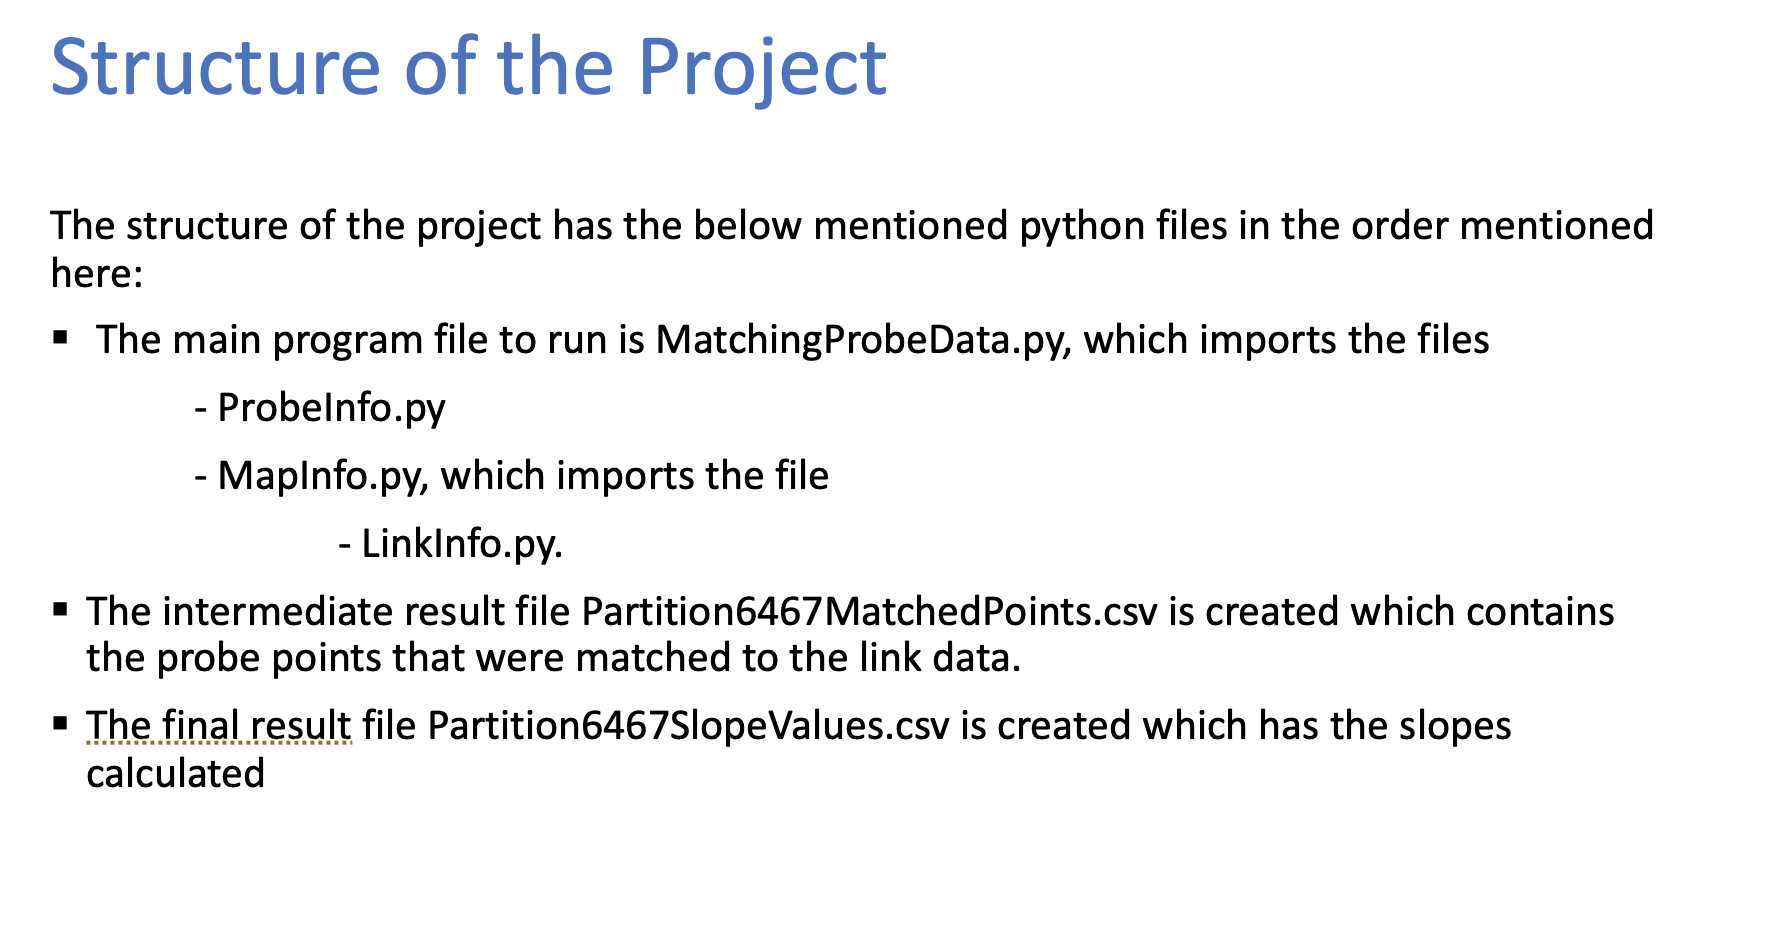 Structure of the Project
The structure of the project has the below mentioned python files in the order mentioned
here:
▪ The main program file to run is MatchingProbeData.py, which imports the files
- ProbeInfo.py
- MapInfo.py, which imports the file
- LinkInfo.py.
▪ The intermediate result file Partition6467MatchedPoints.csv is created which contains
the probe points that were matched to the link data.
▪ The final result file Partition6467SlopeValues.csv is created which has the slopes
calculated